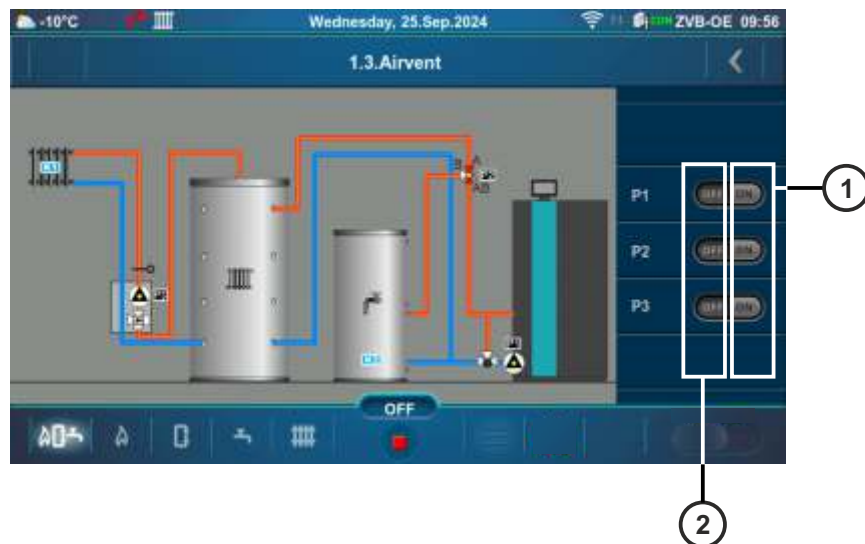 -10°C Wednesday, 25.Sep.2024 ZVB-OE 09:56
1.3.Airvent
A
B
AB
P1 OFF ON
P2 OFF ON
P3 OFF ON
OFF
1
2